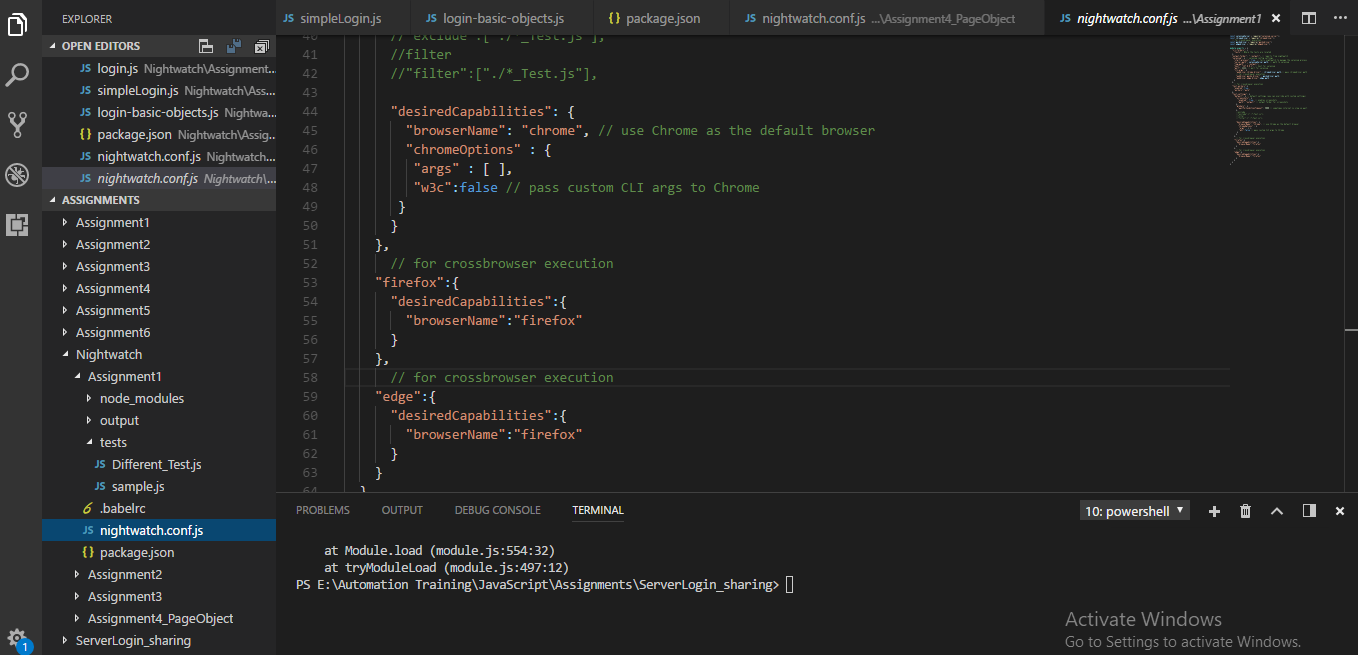 EXPLORER
OPEN EDITORS
JS login.js Nightwatch\Assignment...
JS simpleLogin.js Nightwatch\Ass...
JS login-basic-objects.js Nightwa...
{} package.json Nightwatch\Assig...
JS nightwatch.conf.js Nightwatch...
JS nightwatch.conf.js Nightwatch\...
ASSIGNMENTS
Assignment1
Assignment2
Assignment3
Assignment4
Assignment5
Assignment6
Nightwatch
Assignment1
node_modules
output
tests
JS Different_Test.js
JS sample.js
6 .babelrc
JS nightwatch.conf.js
{} package.json
Assignment2
Assignment3
Assignment4_PageObject
ServerLogin_sharing
1
JS simpleLogin.js
JS login-basic-objects.js
{} package.json
JS nightwatch.conf.js ...\Assignment4_PageObject
JS nightwatch.conf.js ...\Assignment1
40 // exclude :[ ./*_Test.js ],
41 //filter
42 //"filter":["./*_Test.js"],
43
44 "desiredCapabilities": {
45 "browserName": "chrome", // use Chrome as the default browser
46 "chromeOptions" : {
47 "args" : [ ],
48 "w3c":false // pass custom CLI args to Chrome
49 }
50 }
51 },
52 // for crossbrowser execution
53 "firefox":{
54 "desiredCapabilities":{
55 "browserName":"firefox"
56 }
57 },
58 // for crossbrowser execution
59 "edge":{
60 "desiredCapabilities":{
61 "browserName":"firefox"
62 }
63 }
64 }
PROBLEMS OUTPUT DEBUG CONSOLE TERMINAL
10: powershell
at Module.load (module.js:554:32)
at tryModuleLoad (module.js:497:12)
PS E:\Automation Training\JavaScript\Assignments\ServerLogin_sharing>
Activate Windows
Go to Settings to activate Windows.